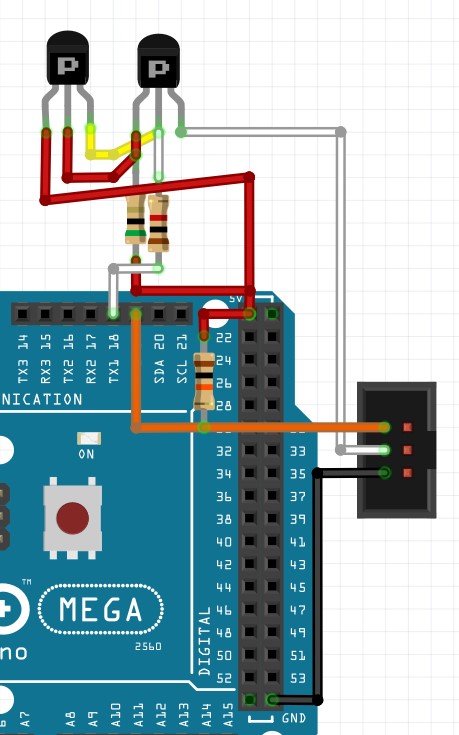 P P
5V
TX3 14
RX3 15
TX2 16
RX2 17
TX1 18
SDA 20
SCL 21
NICATION
22
24
26
28
32 33
34 35
36 37
38 39
40 41
42 43
44 45
46 47
48 49
50 51
52 53
ON
TM
MEGA
no
2560
DIGITAL
GND
A7
A8
A9
A10
A11
A12
A13
A14
A15